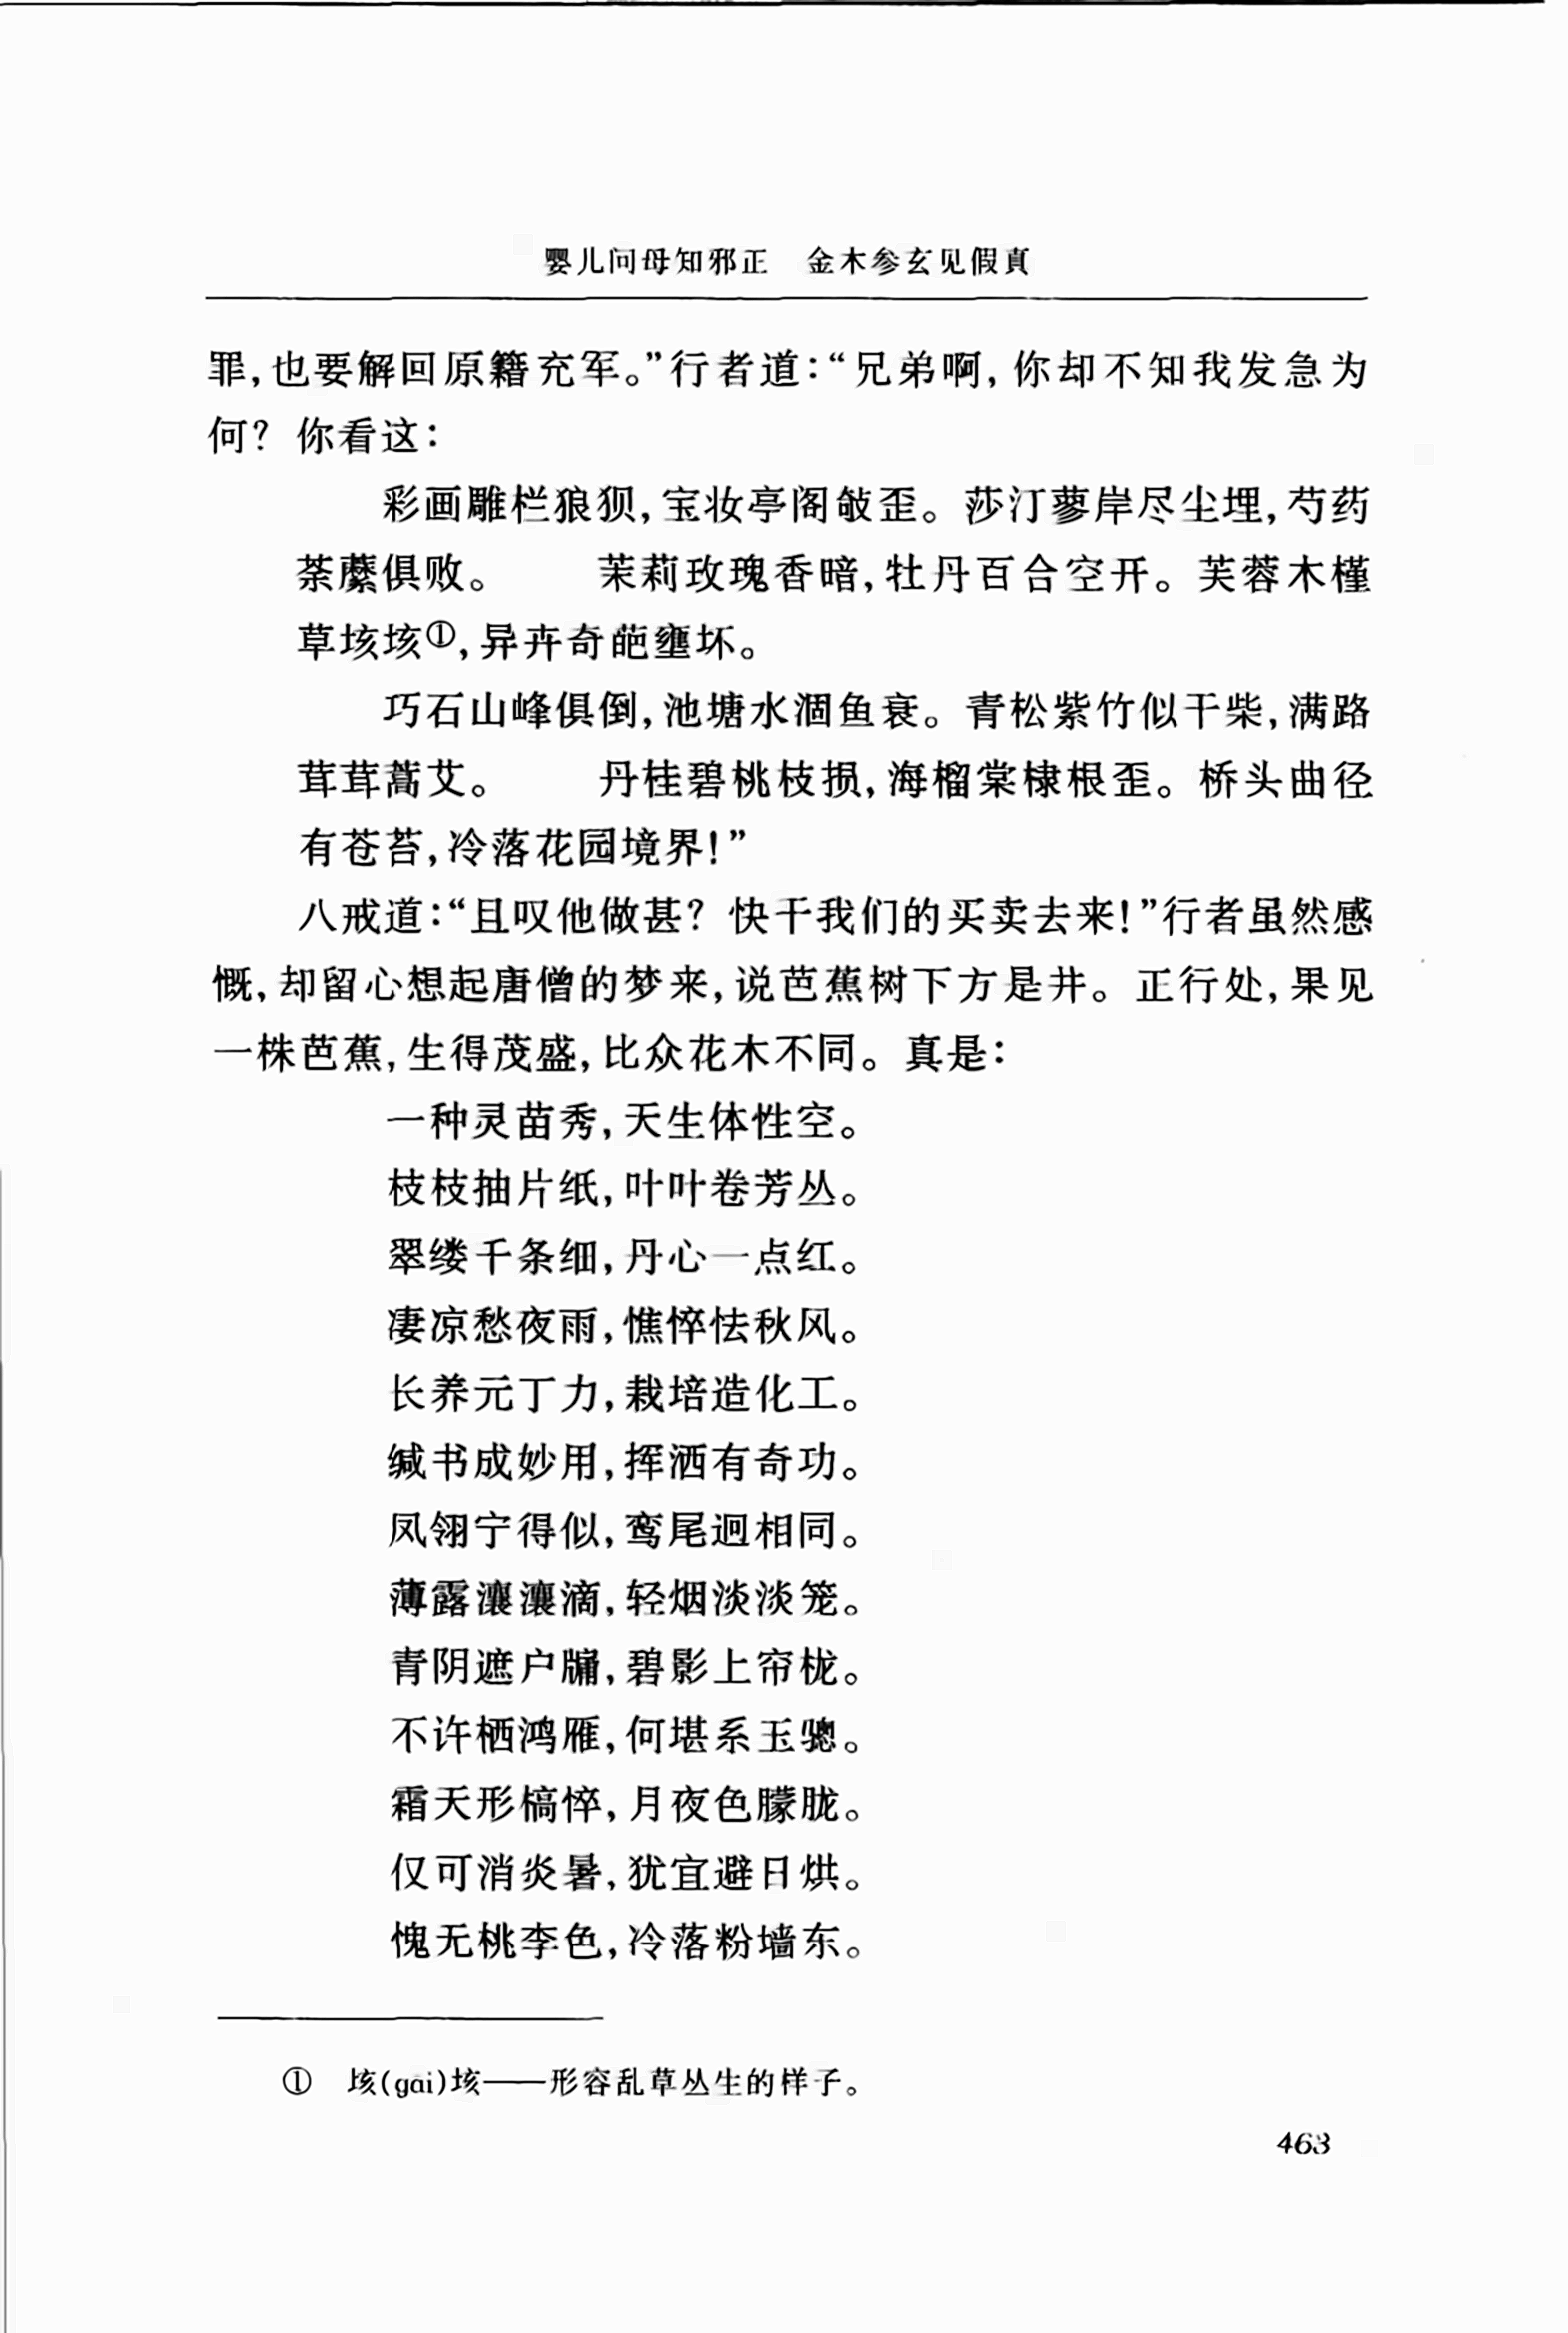 婴儿问母知邪正　金木参玄见假真
罪，也要解回原籍充军。”行者道：“兄弟啊，你却不知我发急为
何？你看这：
彩画雕栏狼狈，宝妆亭阁敧歪。莎汀蓼岸尽尘埋，芍药
荼蘼俱败。　　茉莉玫瑰香暗，牡丹百合空开。芙蓉木槿
草垓垓①，异卉奇葩壅坏。
巧石山峰俱倒，池塘水涸鱼衰。青松紫竹似干柴，满路
茸茸蒿艾。　　丹桂碧桃枝损，海榴棠棣根歪。桥头曲径
有苍苔，冷落花园境界！”
八戒道：“且叹他做甚？快干我们的买卖去来！”行者虽然感
慨，却留心想起唐僧的梦来，说芭蕉树下方是井。正行处，果见
一株芭蕉，生得茂盛，比众花木不同。真是：
一种灵苗秀，天生体性空。
枝枝抽片纸，叶叶卷芳丛。
翠缕千条细，丹心一点红。
凄凉愁夜雨，憔悴怯秋风。
长养元丁力，栽培造化工。
缄书成妙用，挥洒有奇功。
凤翎宁得似，鸾尾迥相同。
薄露瀼瀼滴，轻烟淡淡笼。
青阴遮户牖，碧影上帘栊。
不许栖鸿雁，何堪系玉骢。
霜天形槁悴，月夜色朦胧。
仅可消炎暑，犹宜避日烘。
愧无桃李色，冷落粉墙东。
①　垓(gāi)垓——形容乱草丛生的样子。
463